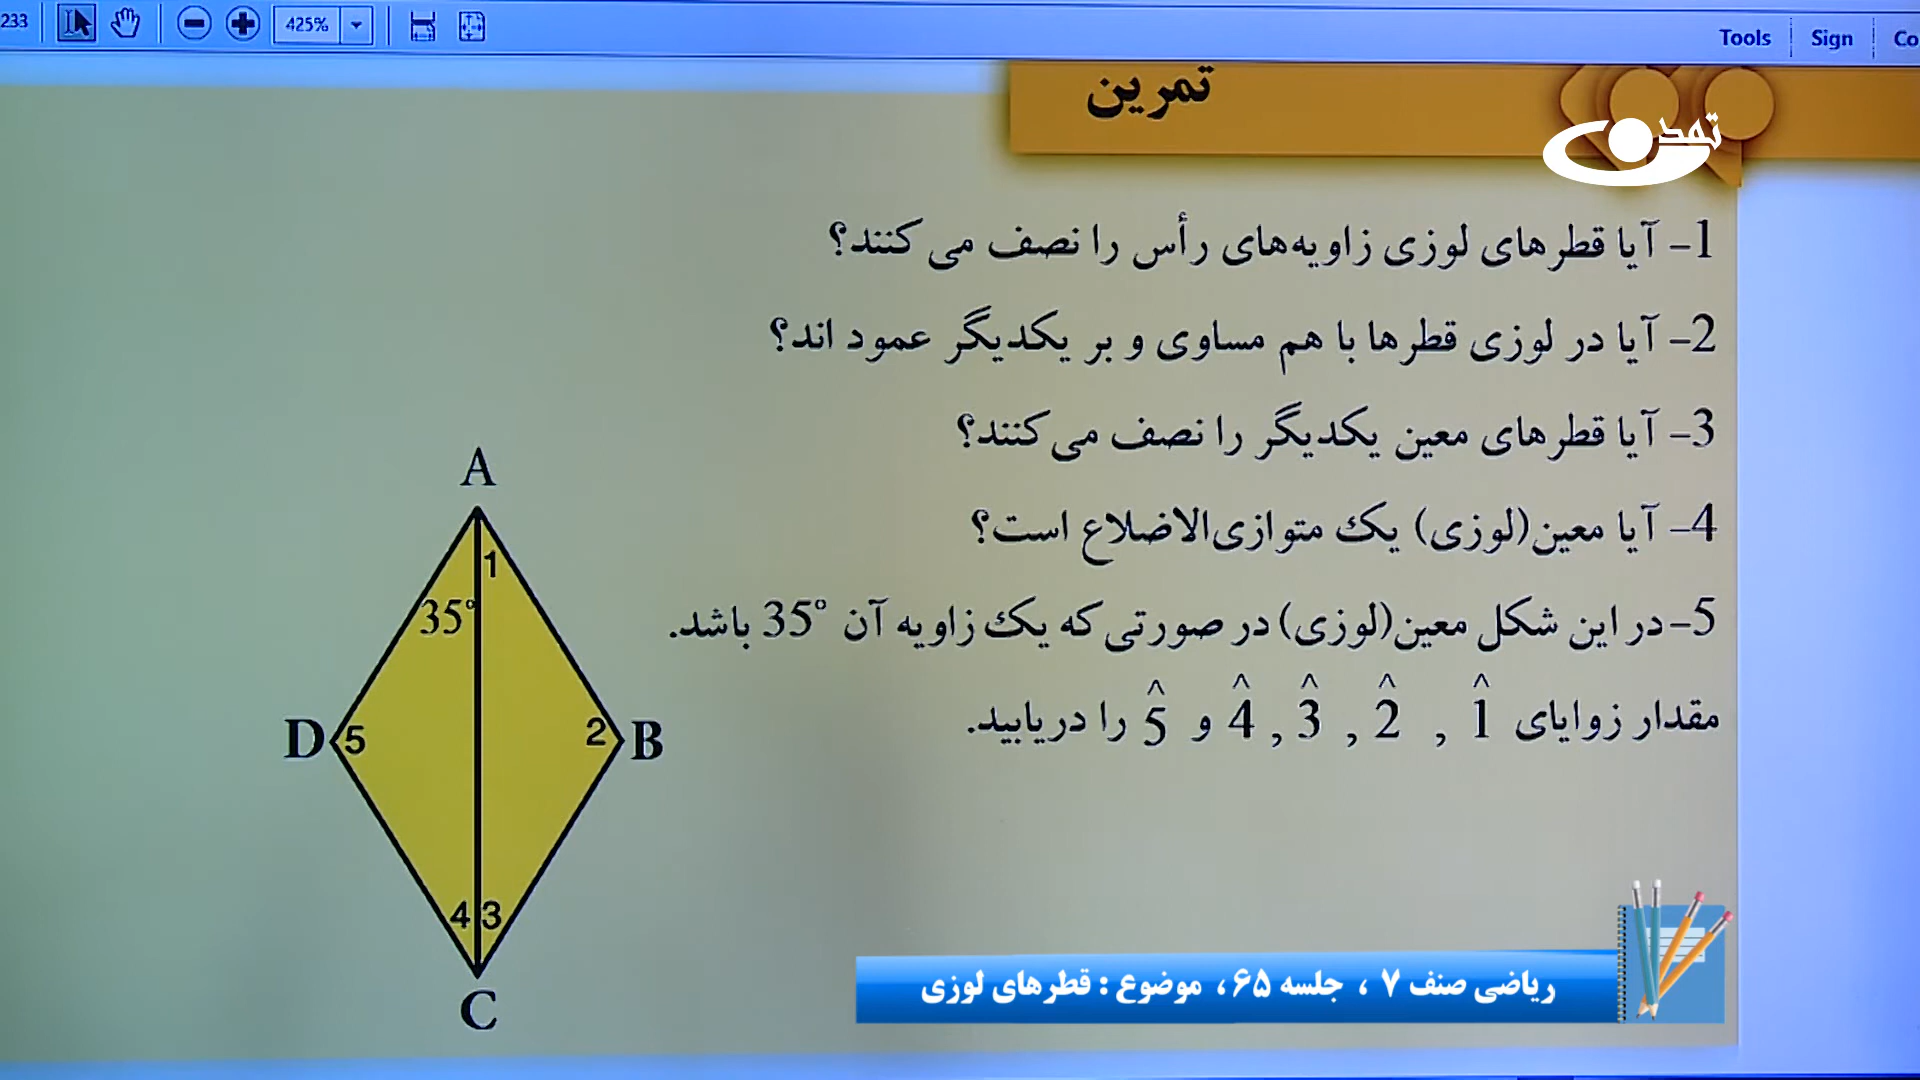 233
425%
Tools
Sign
Co
تمرین
تمدن
1- آیا قطرهای لوزی زاویه‌های رأس را نصف می‌کنند؟
2- آیا در لوزی قطرها با هم مساوی و بر یکدیگر عمود اند؟
3- آیا قطرهای معین یکدیگر را نصف می‌کنند؟
4- آیا معین(لوزی) یک متوازی‌الاضلاع است؟
5- در این شکل معین(لوزی) در صورتی‌که یک زاویه آن 35° باشد.
مقدار زوایای 1̂ , 2̂ , 3̂ , 4̂ و 5̂ را دریابید.
A
1
35°
D
5
2
B
4
3
C
ریاضی صنف ۷ ، جلسه ۶۵، موضوع : قطرهای لوزی